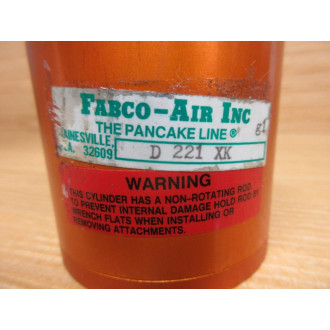 FABCO-AIR INC
THE PANCAKE LINE®
AINESVILLE,
.A. 32609
D 221 XK
WARNING
THIS CYLINDER HAS A NON-ROTATING ROD
TO PREVENT INTERNAL DAMAGE HOLD ROD BY
WRENCH FLATS WHEN INSTALLING OR
REMOVING ATTACHMENTS.